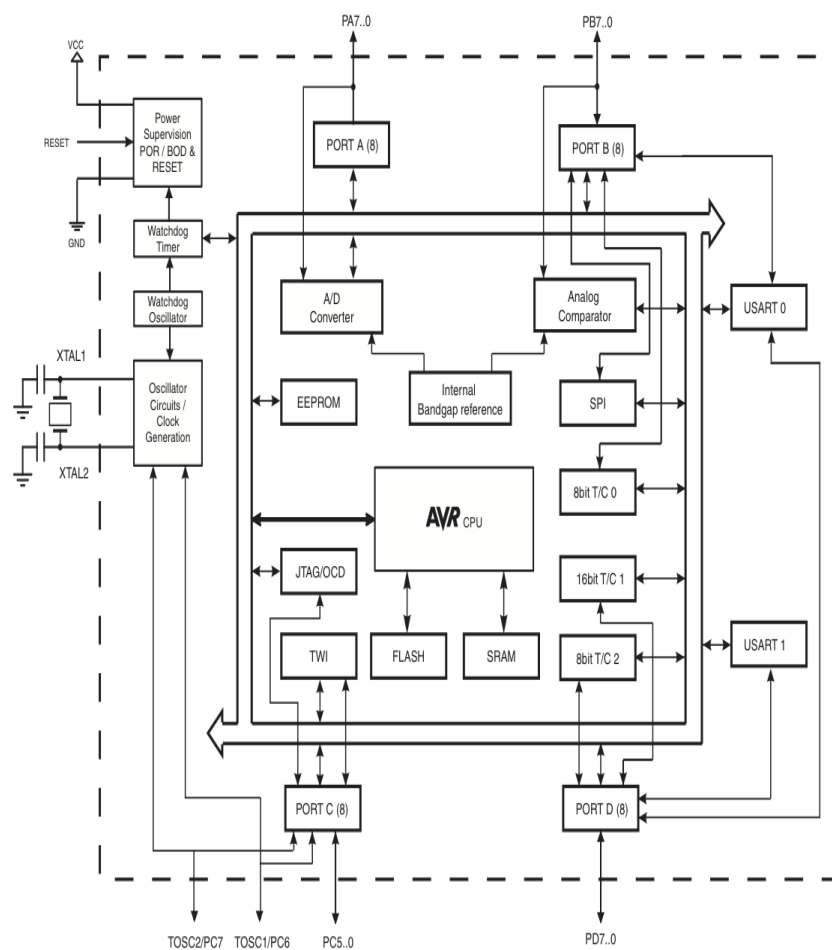 PA7..0
PB7..0
VCC
Power
Supervision
POR / BOD &
RESET
RESET
PORT A (8)
PORT B (8)
GND
Watchdog
Timer
Watchdog
Oscillator
A/D
Converter
Analog
Comparator
USART 0
XTAL1
Oscillator
Circuits /
Clock
Generation
XTAL2
EEPROM
Internal
Bandgap reference
SPI
AVR CPU
8bit T/C 0
JTAG/OCD
16bit T/C 1
TWI
FLASH
SRAM
8bit T/C 2
USART 1
PORT C (8)
PORT D (8)
TOSC2/PC7
TOSC1/PC6
PC5..0
PD7..0